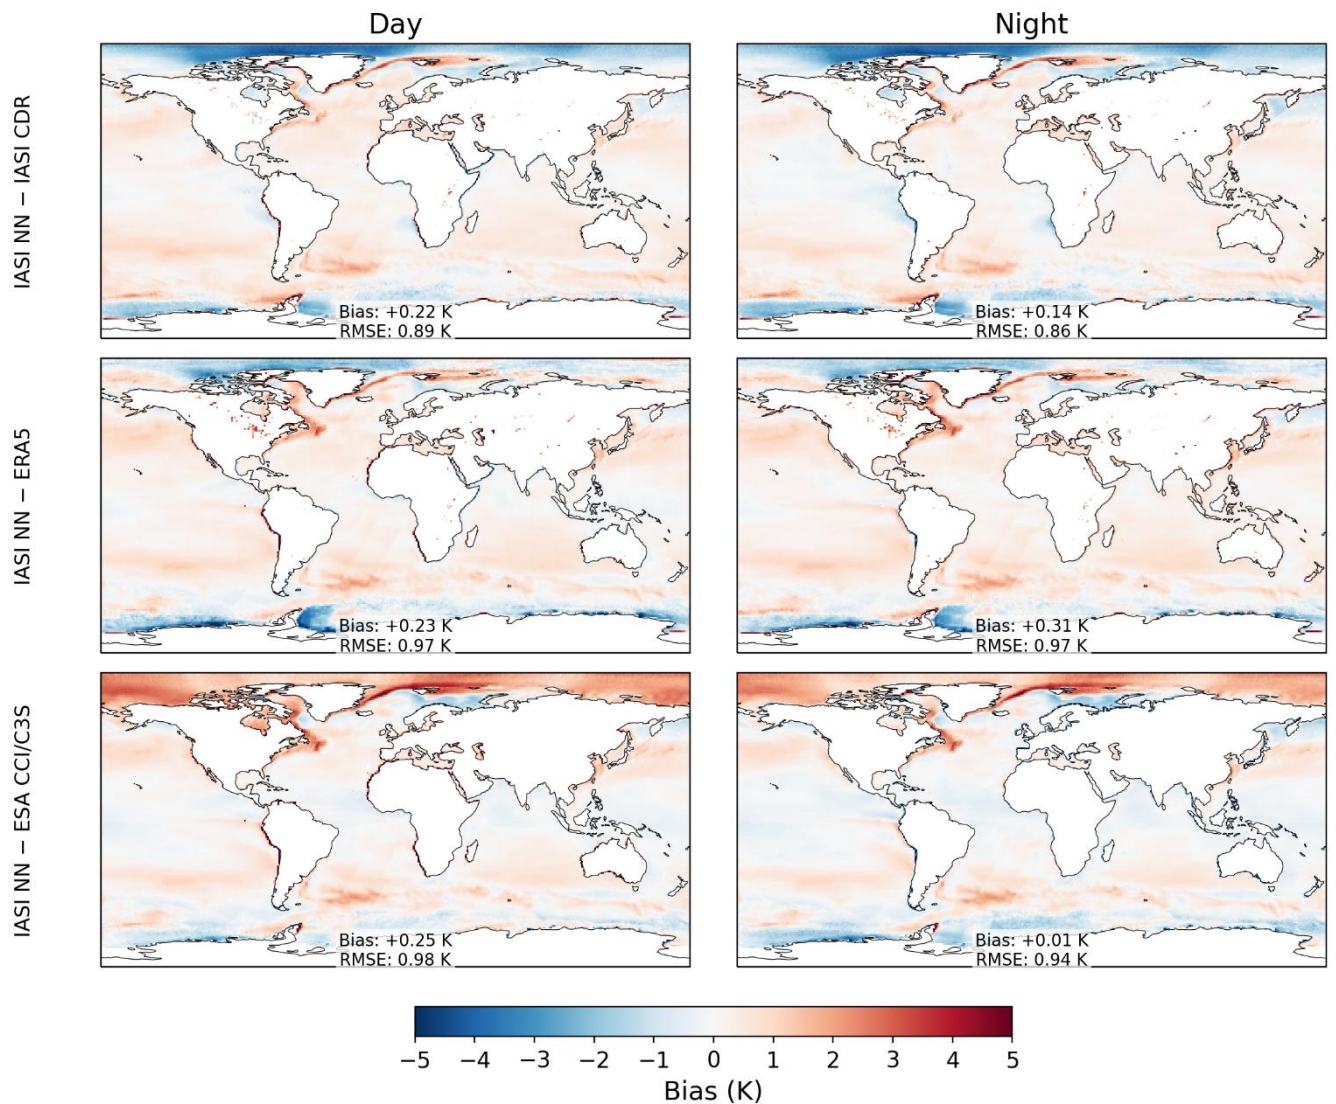 Day
Night
IASI NN − IASI CDR
Bias: +0.22 K
RMSE: 0.89 K
Bias: +0.14 K
RMSE: 0.86 K
IASI NN − ERA5
Bias: +0.23 K
RMSE: 0.97 K
Bias: +0.31 K
RMSE: 0.97 K
IASI NN − ESA CCI/C3S
Bias: +0.25 K
RMSE: 0.98 K
Bias: +0.01 K
RMSE: 0.94 K
−5 −4 −3 −2 −1 0 1 2 3 4 5
Bias (K)